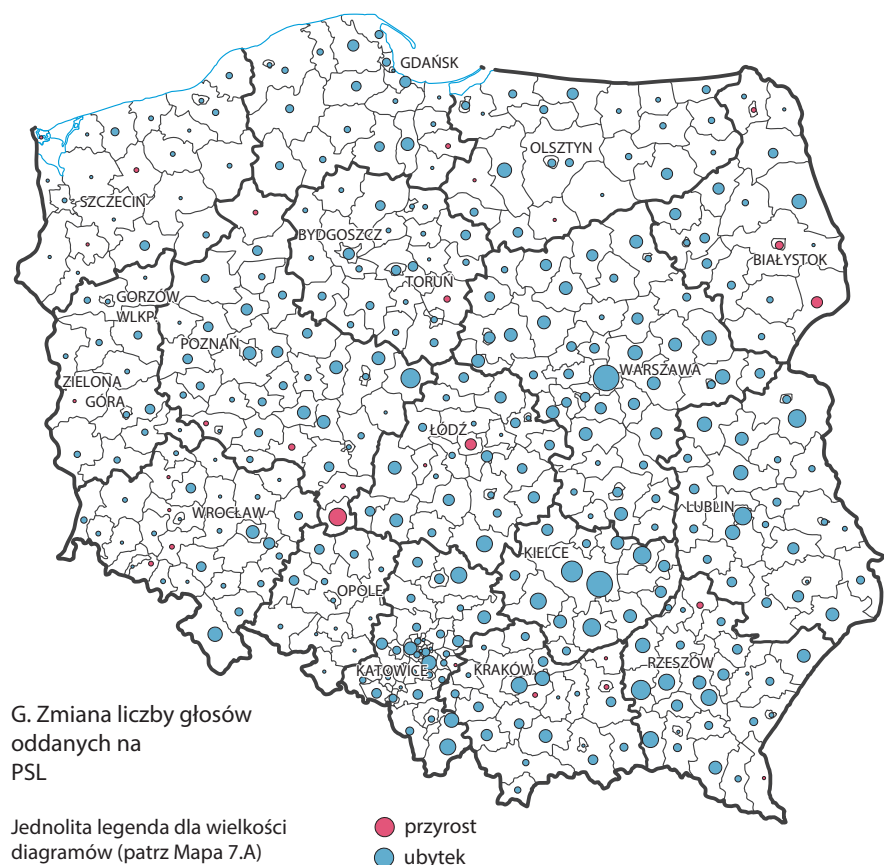 GDAŃSK
OLSZTYN
SZCZECIN
BYDGOSZCZ
BIAŁYSTOK
TORUŃ
GORZÓW
WLKP.
POZNAŃ
WARSZAWA
ZIELONA
GÓRA
ŁÓDŹ
WROCŁAW
LUBLIN
KIELCE
OPOLE
KATOWICE
KRAKÓW
RZESZÓW
G. Zmiana liczby głosów
oddanych na
PSL
Jednolita legenda dla wielkości
diagramów (patrz Mapa 7.A)
przyrost
ubytek